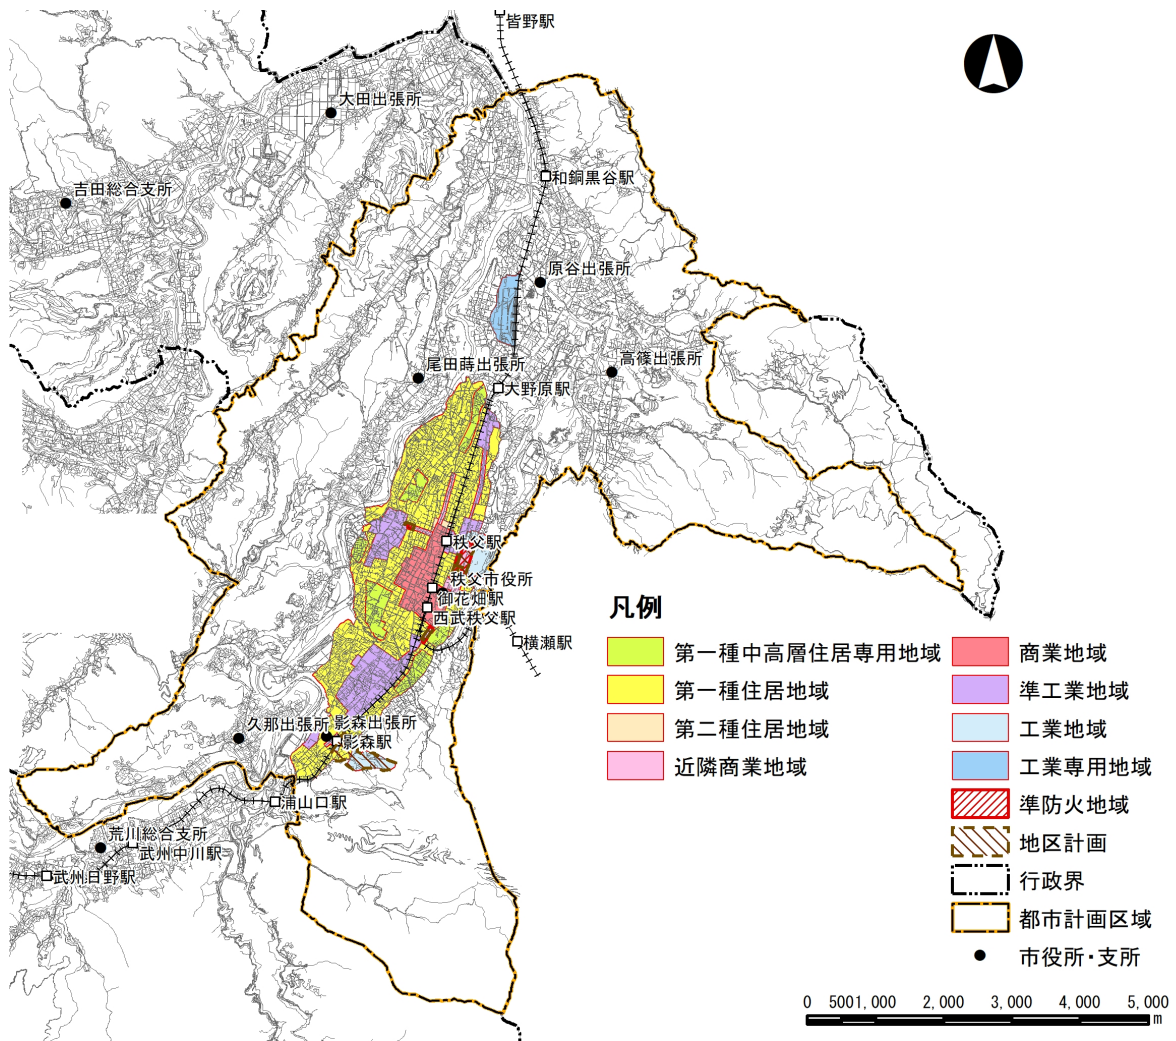 皆野駅
大田出張所
和銅黒谷駅
吉田総合支所
原谷出張所
尾田蒔出張所
高篠出張所
大野原駅
秩父駅
秩父市役所
御花畑駅
西武秩父駅
横瀬駅
久那出張所
影森出張所
影森駅
浦山口駅
荒川総合支所
武州中川駅
武州日野駅
凡例
第一種中高層住居専用地域
第一種住居地域
第二種住居地域
近隣商業地域
商業地域
準工業地域
工業地域
工業専用地域
準防火地域
地区計画
行政界
都市計画区域
市役所・支所
0 500 1,000 2,000 3,000 4,000 5,000
m